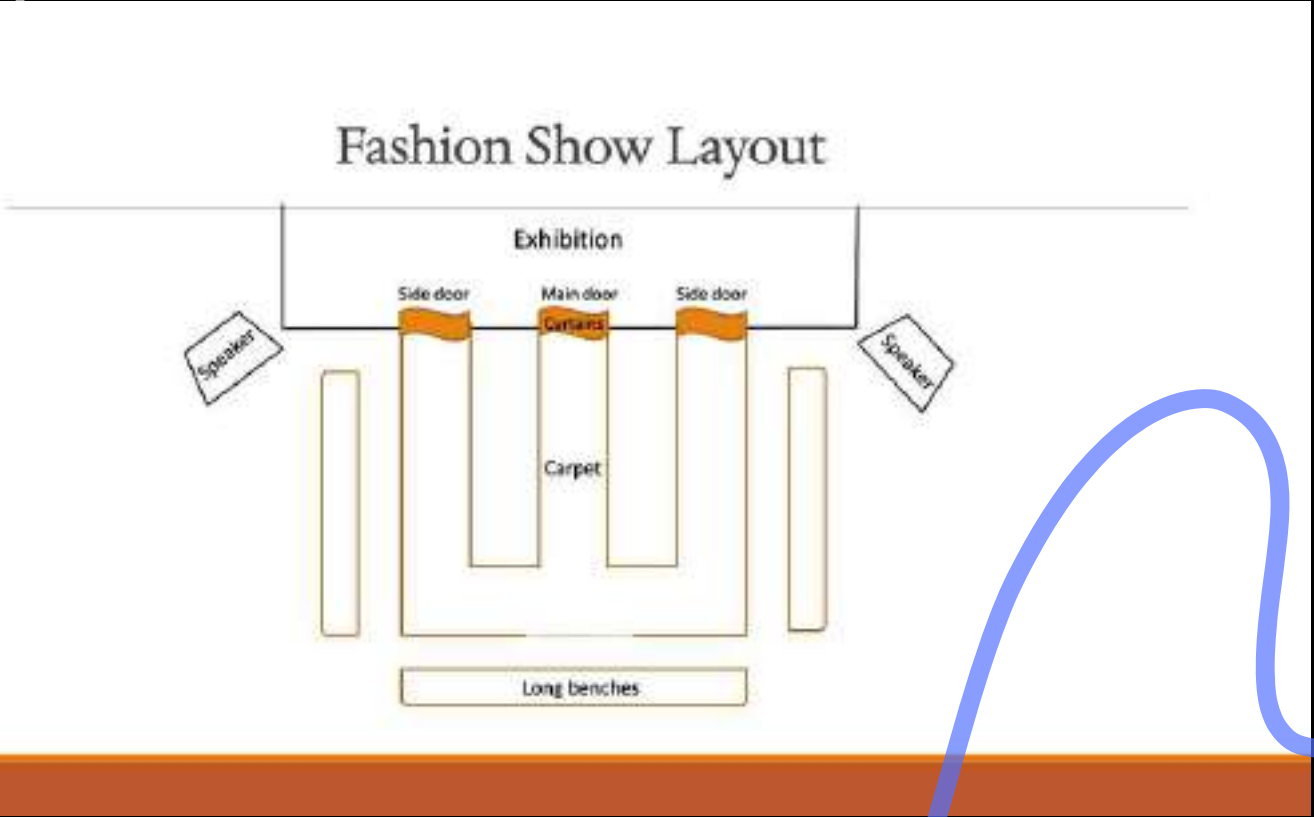 Fashion Show Layout
Exhibition
Side door
Main door
Side door
Curtains
Speaker
Speaker
Carpet
Long benches